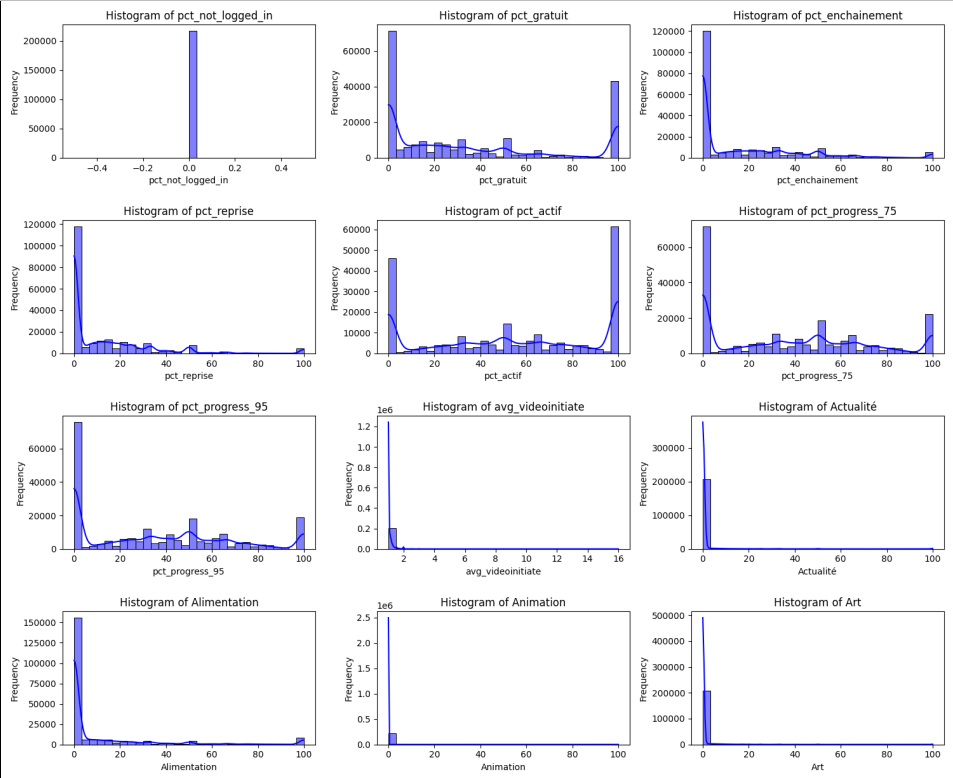 Histogram of pct_not_logged_in
Frequency
200000
150000
100000
50000
0
−0.4 −0.2 0.0 0.2 0.4
pct_not_logged_in
Histogram of pct_gratuit
Frequency
60000
40000
20000
0
0 20 40 60 80 100
pct_gratuit
Histogram of pct_enchainement
Frequency
120000
100000
80000
60000
40000
20000
0
0 20 40 60 80 100
pct_enchainement
Histogram of pct_reprise
Frequency
120000
100000
80000
60000
40000
20000
0
0 20 40 60 80 100
pct_reprise
Histogram of pct_actif
Frequency
60000
50000
40000
30000
20000
10000
0
0 20 40 60 80 100
pct_actif
Histogram of pct_progress_75
Frequency
60000
40000
20000
0
0 20 40 60 80 100
pct_progress_75
Histogram of pct_progress_95
Frequency
60000
40000
20000
0
0 20 40 60 80 100
pct_progress_95
Histogram of avg_videoinitiate
1e6
Frequency
1.2
1.0
0.8
0.6
0.4
0.2
0.0
2 4 6 8 10 12 14 16
avg_videoinitiate
Histogram of Actualité
Frequency
300000
200000
100000
0
0 20 40 60 80 100
Actualité
Histogram of Alimentation
Frequency
150000
125000
100000
75000
50000
25000
0
0 20 40 60 80 100
Alimentation
Histogram of Animation
1e6
Frequency
2.5
2.0
1.5
1.0
0.5
0.0
0 20 40 60 80 100
Animation
Histogram of Art
Frequency
500000
400000
300000
200000
100000
0
0 20 40 60 80 100
Art